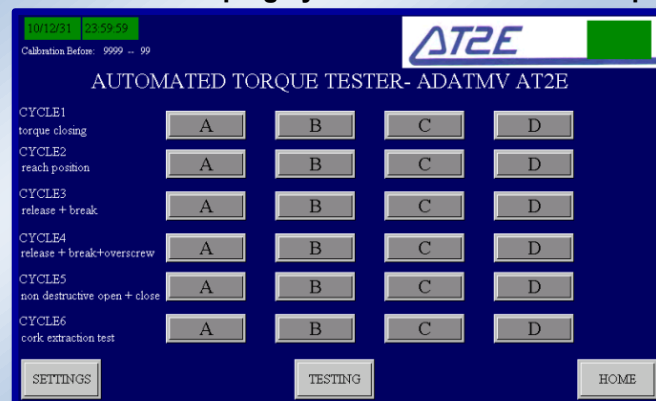 10/12/31 23:59:59
Calibration Before: 9999 -- 99
AT2E
AUTOMATED TORQUE TESTER- ADATMV AT2E
CYCLE1
torque closing
A B C D
CYCLE2
reach position
A B C D
CYCLE3
release + break
A B C D
CYCLE4
release + break+overscrew
A B C D
CYCLE5
non destructive open + close
A B C D
CYCLE6
cork extraction test
A B C D
SETTINGS TESTING HOME